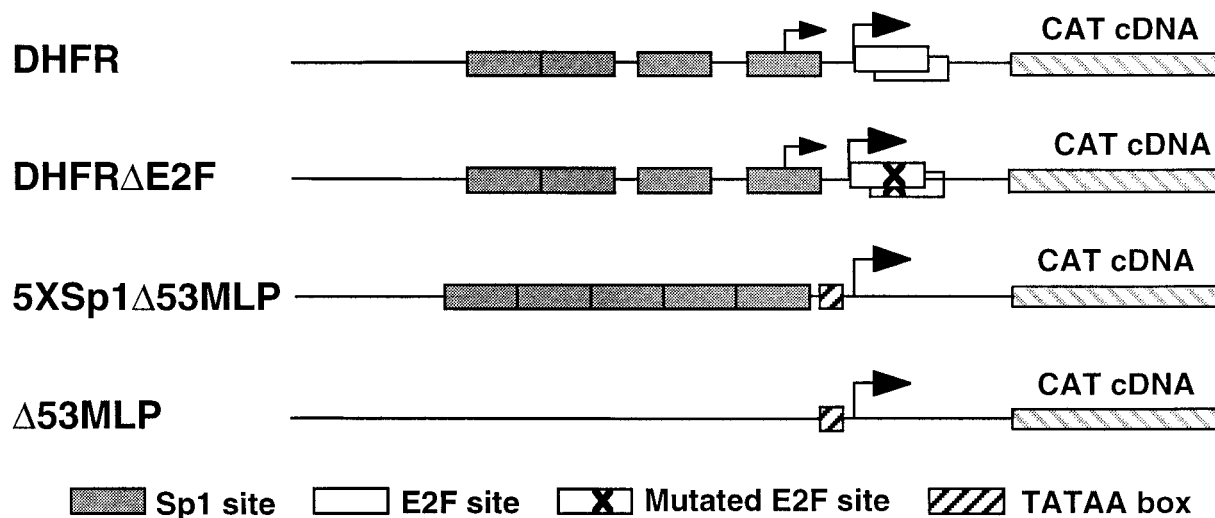 DHFR CAT cDNA
DHFRΔE2F CAT cDNA
5XSp1Δ53MLP CAT cDNA
Δ53MLP CAT cDNA
Sp1 site E2F site Mutated E2F site TATAA box